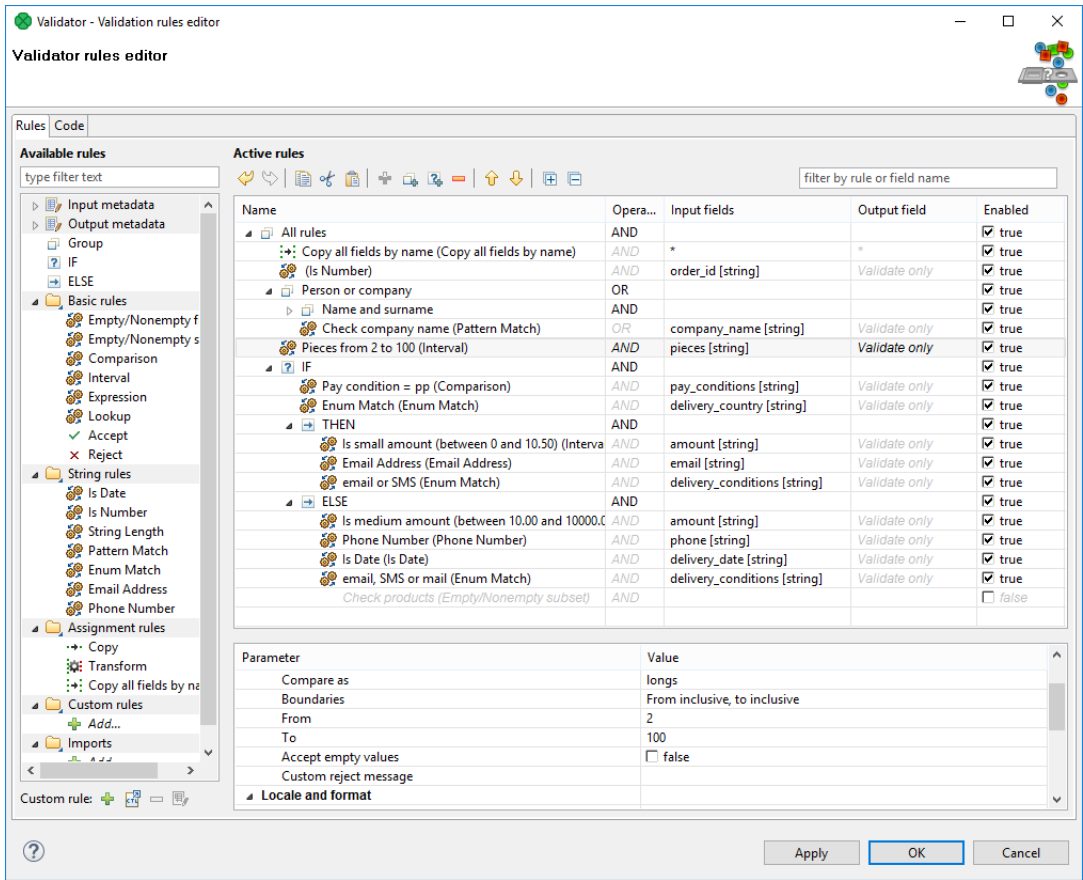 Validator - Validation rules editor
Validator rules editor
Rules Code
Available rules
type filter text
Input metadata
Output metadata
Group
IF
ELSE
Basic rules
Empty/Nonempty f
Empty/Nonempty s
Comparison
Interval
Expression
Lookup
Accept
Reject
String rules
Is Date
Is Number
String Length
Pattern Match
Enum Match
Email Address
Phone Number
Assignment rules
Copy
Transform
Copy all fields by na
Custom rules
Add...
Imports
Custom rule:
Active rules
filter by rule or field name
Name Opera... Input fields Output field Enabled
All rules AND true
Copy all fields by name (Copy all fields by name) AND * * true
(Is Number) AND order_id [string] Validate only true
Person or company OR true
Name and surname AND true
Check company name (Pattern Match) OR company_name [string] Validate only true
Pieces from 2 to 100 (Interval) AND pieces [string] Validate only true
IF AND true
Pay condition = pp (Comparison) AND pay_conditions [string] Validate only true
Enum Match (Enum Match) AND delivery_country [string] Validate only true
THEN AND true
Is small amount (between 0 and 10.50) (Interva AND amount [string] Validate only true
Email Address (Email Address) AND email [string] Validate only true
email or SMS (Enum Match) AND delivery_conditions [string] Validate only true
ELSE AND true
Is medium amount (between 10.00 and 10000.0 AND amount [string] Validate only true
Phone Number (Phone Number) AND phone [string] Validate only true
Is Date (Is Date) AND delivery_date [string] Validate only true
email, SMS or mail (Enum Match) AND delivery_conditions [string] Validate only true
Check products (Empty/Nonempty subset) AND false
Parameter Value
Compare as longs
Boundaries From inclusive, to inclusive
From 2
To 100
Accept empty values false
Custom reject message
Locale and format
Apply OK Cancel